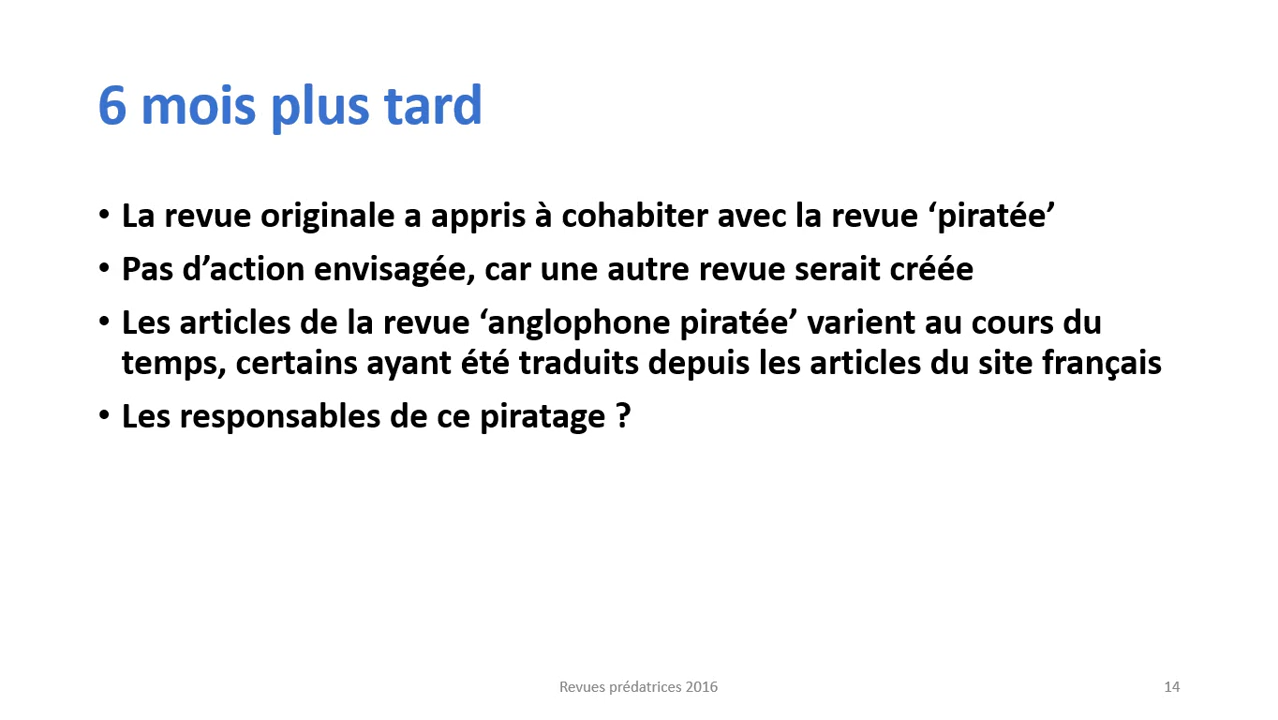 6 mois plus tard
• La revue originale a appris à cohabiter avec la revue ‘piratée’
• Pas d’action envisagée, car une autre revue serait créée
• Les articles de la revue ‘anglophone piratée’ varient au cours du
temps, certains ayant été traduits depuis les articles du site français
• Les responsables de ce piratage ?
Revues prédatrices 2016
14